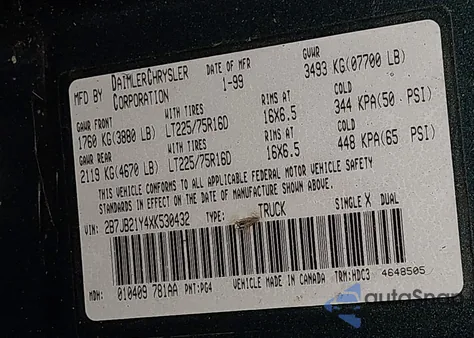 MFD BY DAIMLERCHRYSLER CORPORATION DATE OF MFR 1-99 GVWR 3493 KG(07700 LB)
GAWR FRONT WITH TIRES RIMS AT COLD
1760 KG(3880 LB) LT225/75R16D 16X6.5 344 KPA(50 PSI)
GAWR REAR WITH TIRES RIMS AT COLD
2119 KG(4670 LB) LT225/75R16D 16X6.5 448 KPA(65 PSI)
THIS VEHICLE CONFORMS TO ALL APPLICABLE FEDERAL MOTOR VEHICLE SAFETY
STANDARDS IN EFFECT ON THE DATE OF MANUFACTURE SHOWN ABOVE.
VIN: 2B7JB21Y4XK530432 TYPE: TRUCK SINGLE X DUAL
MDH: 010409 781AA PNT:PG4 VEHICLE MADE IN CANADA TRM:HDC3 4648505